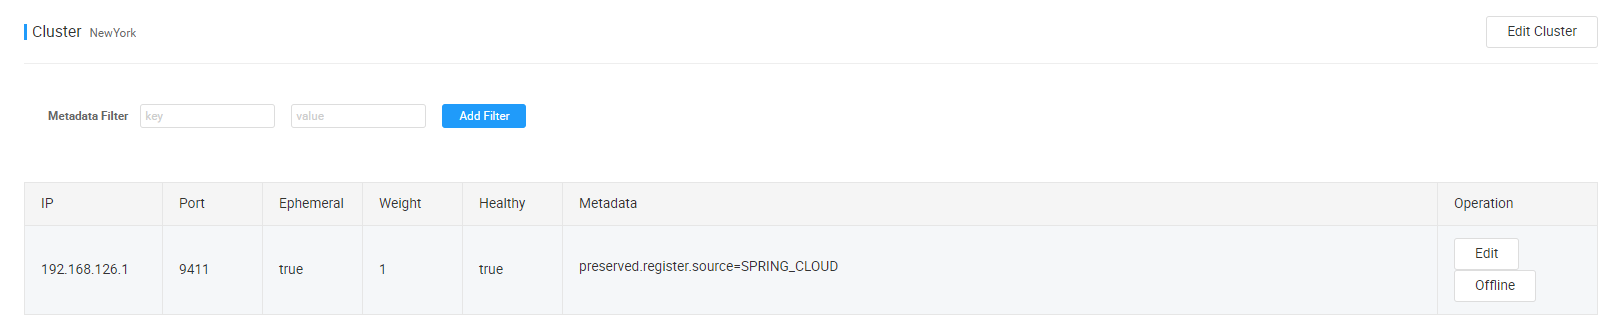 Cluster NewYork Edit Cluster
Metadata Filter key value Add Filter
IP Port Ephemeral Weight Healthy Metadata Operation
192.168.126.1 9411 true 1 true preserved.register.source=SPRING_CLOUD Edit
Offline